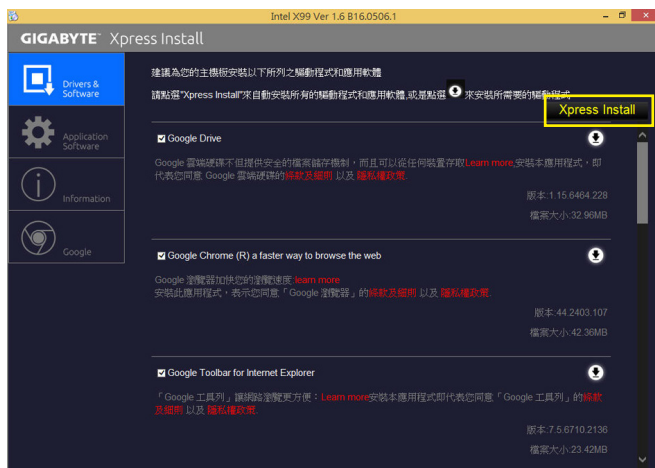 Intel X99 Ver 1.6 B16.0506.1
GIGABYTE™ Xpress Install
Drivers &
Software
Application
Software
Information
Google
建議為您的主機板安裝以下所列之驅動程式和應用軟體
請點選"Xpress Install"來自動安裝所有的驅動程式和應用軟體,或是點選 來安裝所需要的驅動程式
Xpress Install
Google Drive
Google 雲端硬碟不但提供安全的檔案儲存機制，而且可以從任何裝置存取Learn more,安裝本應用程式，即
代表您同意 Google 雲端硬碟的條款及細則 以及 隱私權政策.
版本:1.15.6464.228
檔案大小:32.96MB
Google Chrome (R) a faster way to browse the web
Google 瀏覽器加快您的瀏覽速度 learn more
安裝此應用程式，表示您同意「Google 瀏覽器」的條款及細則 以及 隱私權政策.
版本:44.2403.107
檔案大小:42.36MB
Google Toolbar for Internet Explorer
「Google 工具列」讓網路瀏覽更方便：Learn more安裝本應用程式即代表您同意「Google 工具列」的條款
及細則 以及 隱私權政策.
版本:7.5.6710.2136
檔案大小:23.42MB